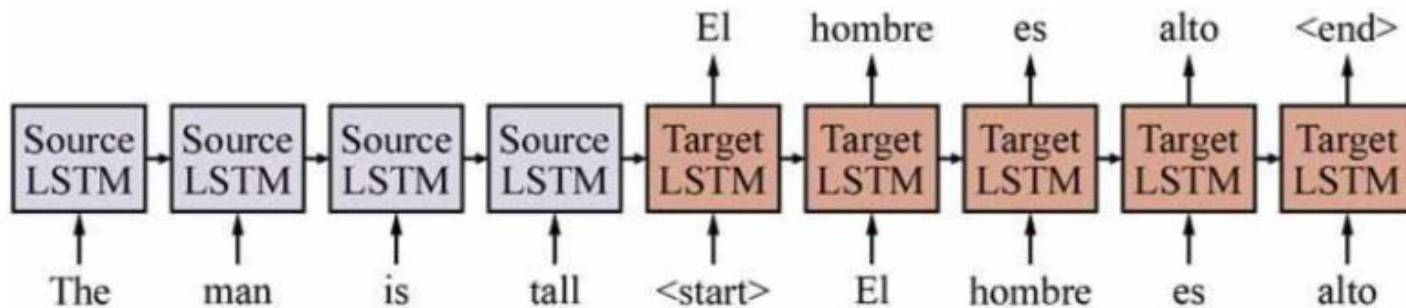 El hombre es alto <end>
Source Source Source Source Target Target Target Target Target
LSTM LSTM LSTM LSTM LSTM LSTM LSTM LSTM LSTM
The man is tall <start> El hombre es alto